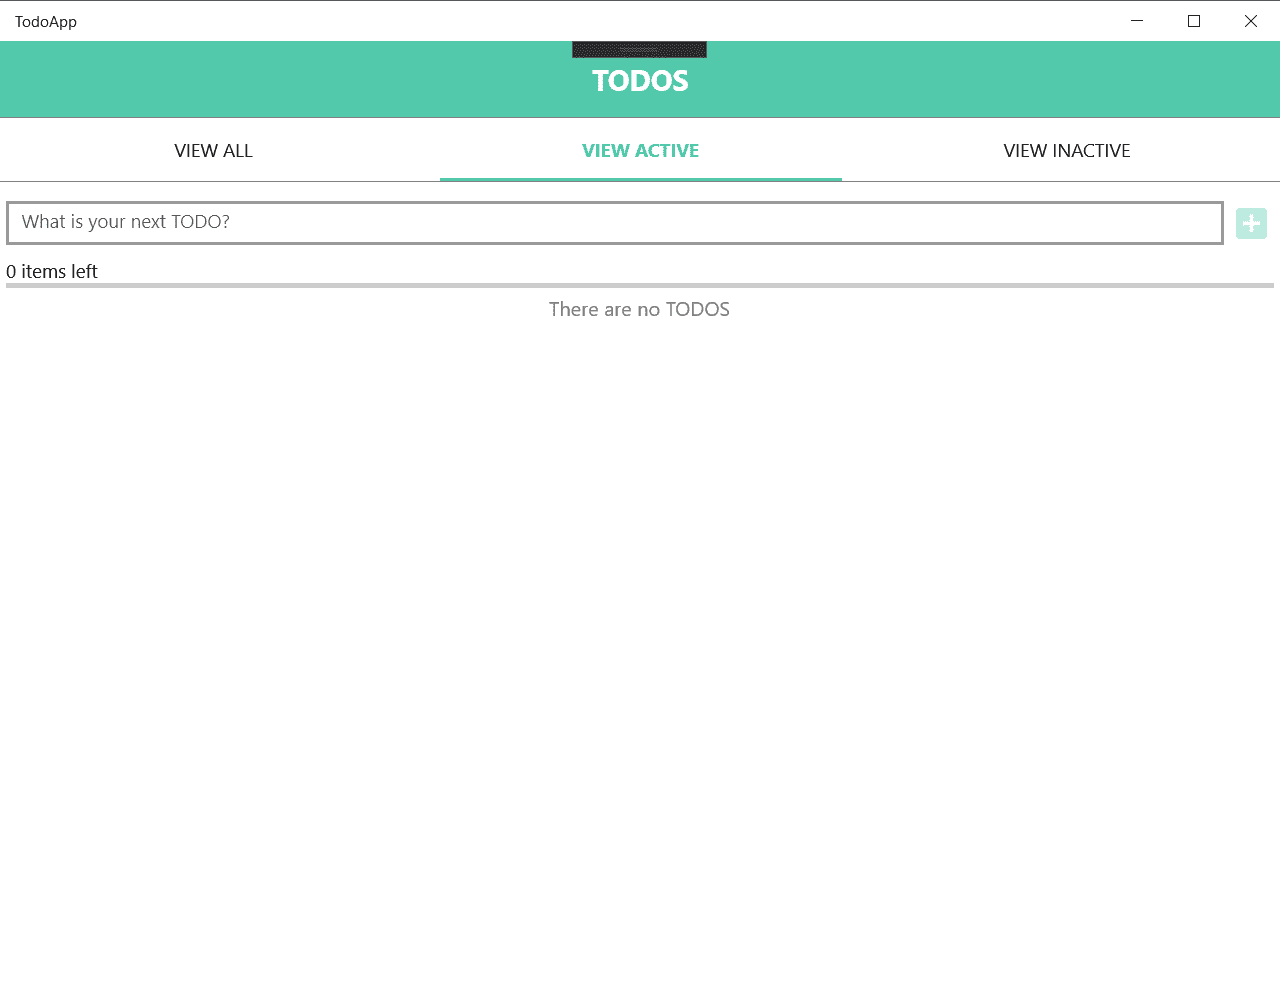 TodoApp
TODOS
VIEW ALL VIEW ACTIVE VIEW INACTIVE
What is your next TODO?
0 items left
There are no TODOS